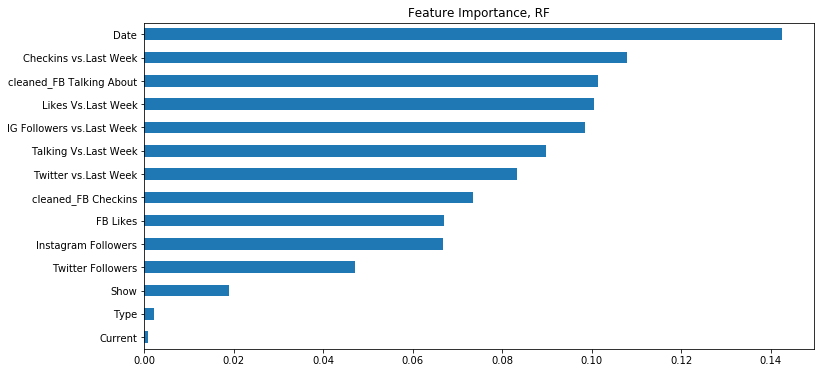 Feature Importance, RF
Date
Checkins vs.Last Week
cleaned_FB Talking About
Likes Vs.Last Week
IG Followers vs.Last Week
Talking Vs.Last Week
Twitter vs.Last Week
cleaned_FB Checkins
FB Likes
Instagram Followers
Twitter Followers
Show
Type
Current
0.00 0.02 0.04 0.06 0.08 0.10 0.12 0.14